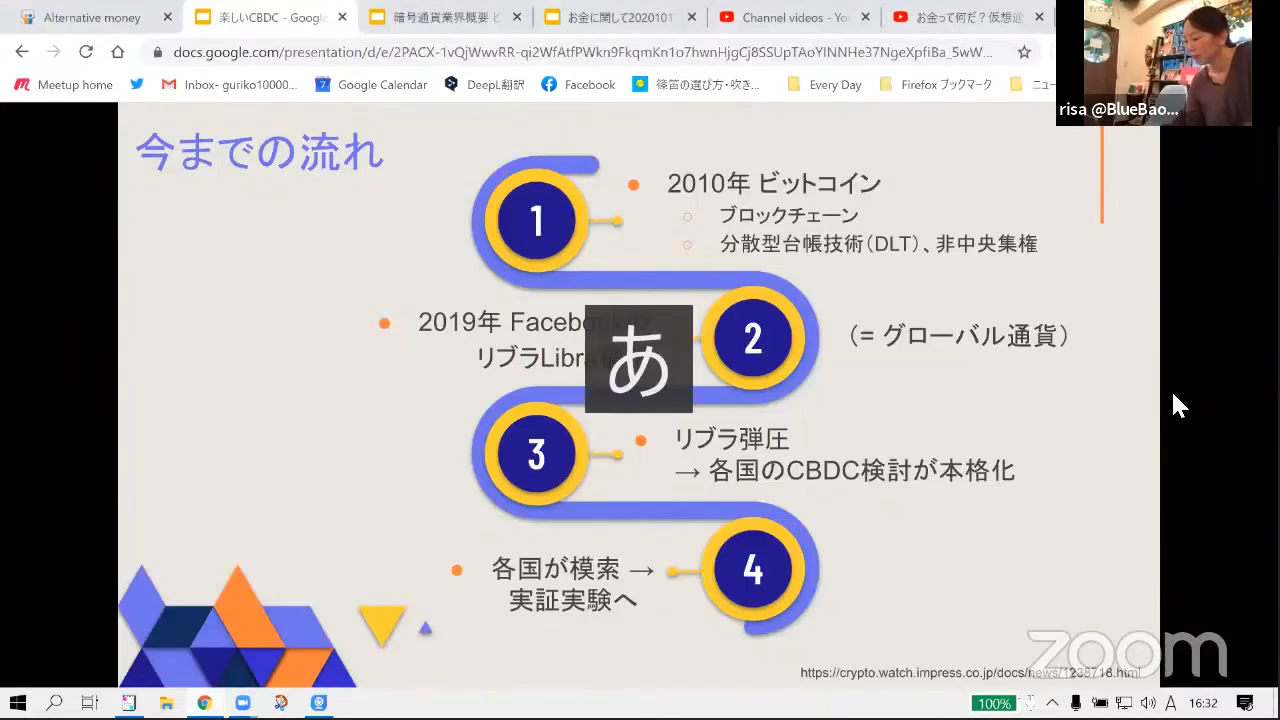 Alternative money
楽しいCBDC - Google
暗号通貨業界概要
お金に関して2020101
Channel videos -
お金って何だ？仮想通
docs.google.com/presentation/d/e/2PACX-1vQjWwyRR-qi2WfAtfPWkn9FkqmKn1o7hwnHjgCj8SSUpTAoYINNHe37NgeXpfiBa_5wW...
Meetup home
Inbox- guriko10000...
Google Calendar
DeepL翻訳
Facebook
篠笛の選び方・吹き...
Every Day
Firefox ブックマーク
ニュー
risa @BlueBao...
今までの流れ
1
2010年 ビットコイン
ブロックチェーン
分散型台帳技術（DLT）、非中央集権
2019年 Facebo
リブラLibra
あ
2
（= グローバル通貨）
3
リブラ弾圧
→ 各国のCBDC検討が本格化
各国が模索 →
実証実験へ
4
zoom
https://crypto.watch.impress.co.jp/docs/news/1238718.html
100%
A
16:32